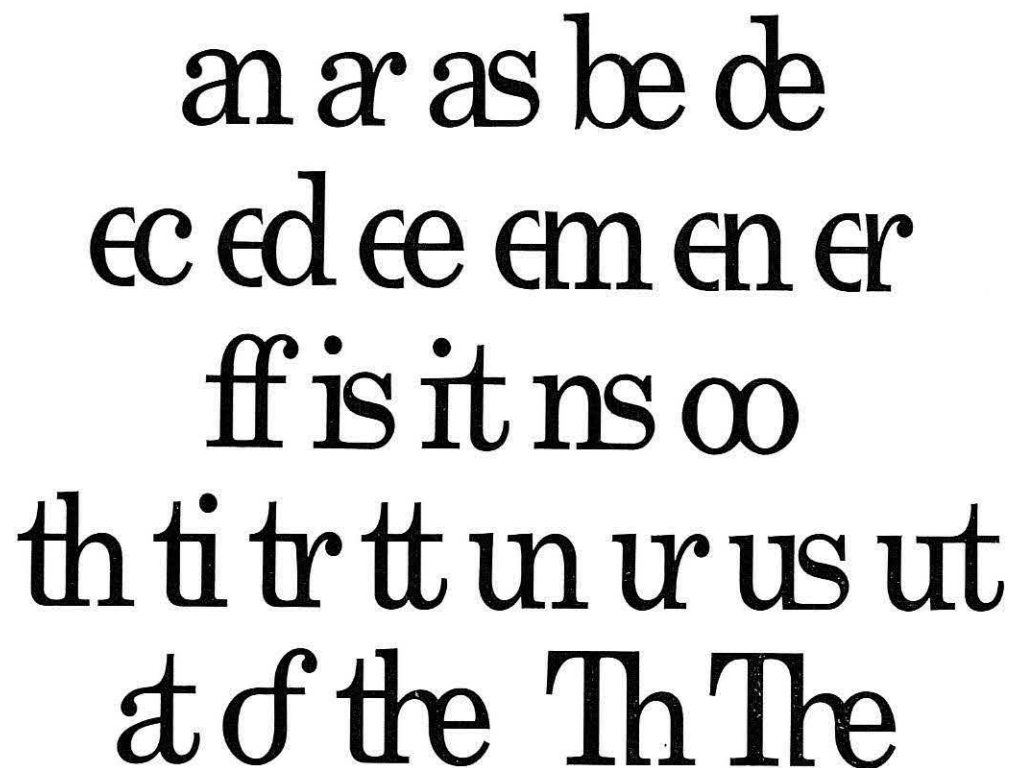 an ar as be de
ec ed ee em en er
ff is it ns oo
th ti tr tt un ur us ut
at of the Th The